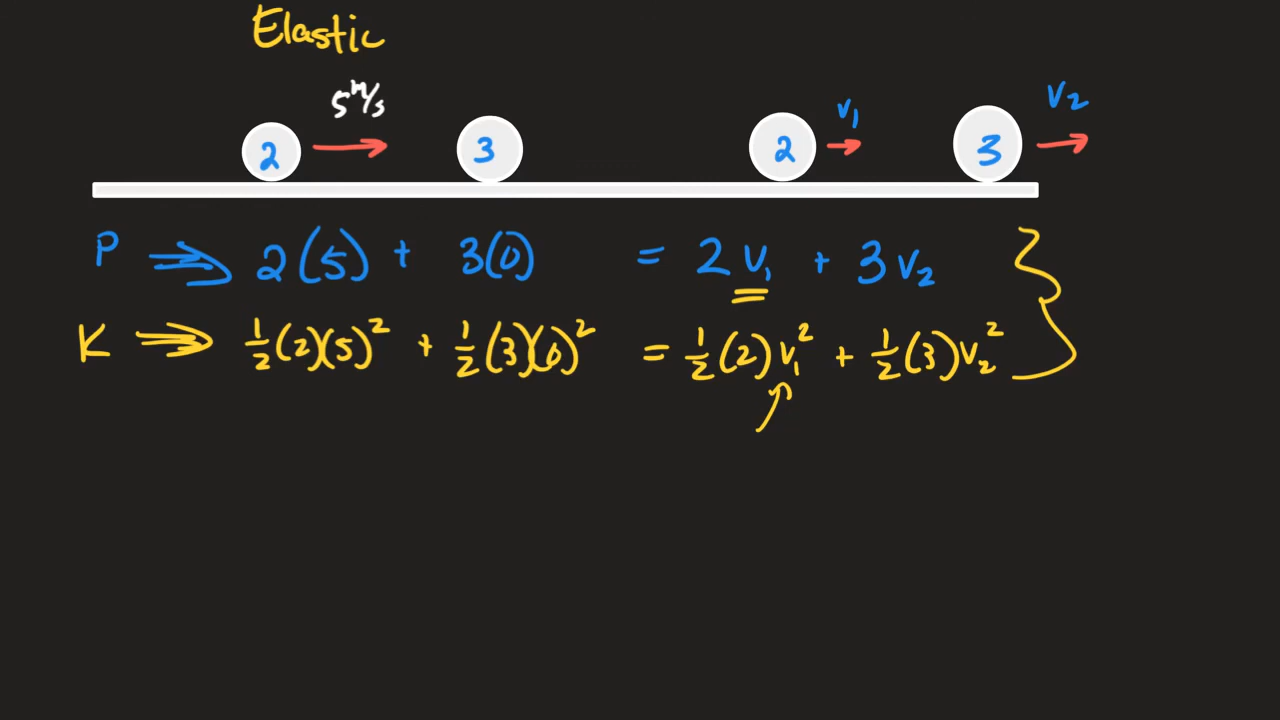 Elastic
5 m/s
v₁
v₂
2
3
2
3
P ⇒ 2(5) + 3(0) = 2v₁ + 3v₂
K ⇒ ½(2)(5)² + ½(3)(0)² = ½(2)v₁² + ½(3)v₂²